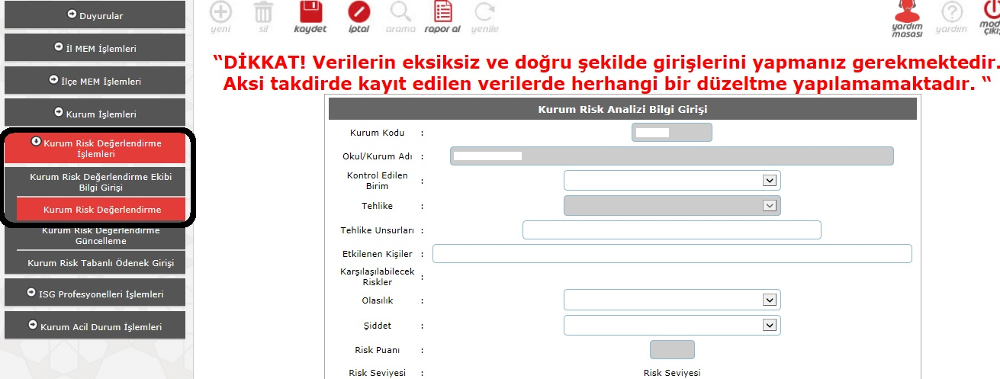 Duyurular
İl MEM İşlemleri
İlçe MEM İşlemleri
Kurum İşlemleri
Kurum Risk Değerlendirme
İşlemleri
Kurum Risk Değerlendirme Ekibi
Bilgi Girişi
Kurum Risk Değerlendirme
Kurum Risk Değerlendirme
Güncelleme
Kurum Risk Tabanlı Ödenek Girişi
ISG Profesyonelleri İşlemleri
Kurum Acil Durum İşlemleri
yeni sil kaydet iptal arama rapor al yenile
yardım
masası
yardım
“DİKKAT! Verilerin eksiksiz ve doğru şekilde girişlerini yapmanız gerekmektedir.
Aksi takdirde kayıt edilen verilerde herhangi bir düzeltme yapılamamaktadır. “
Kurum Risk Analizi Bilgi Girişi
Kurum Kodu :
Okul/Kurum Adı :
Kontrol Edilen
Birim :
Tehlike :
Tehlike Unsurları :
Etkilenen Kişiler :
Karşılaşılabilecek
Riskler :
Olasılık :
Şiddet :
Risk Puanı :
Risk Seviyesi : Risk Seviyesi